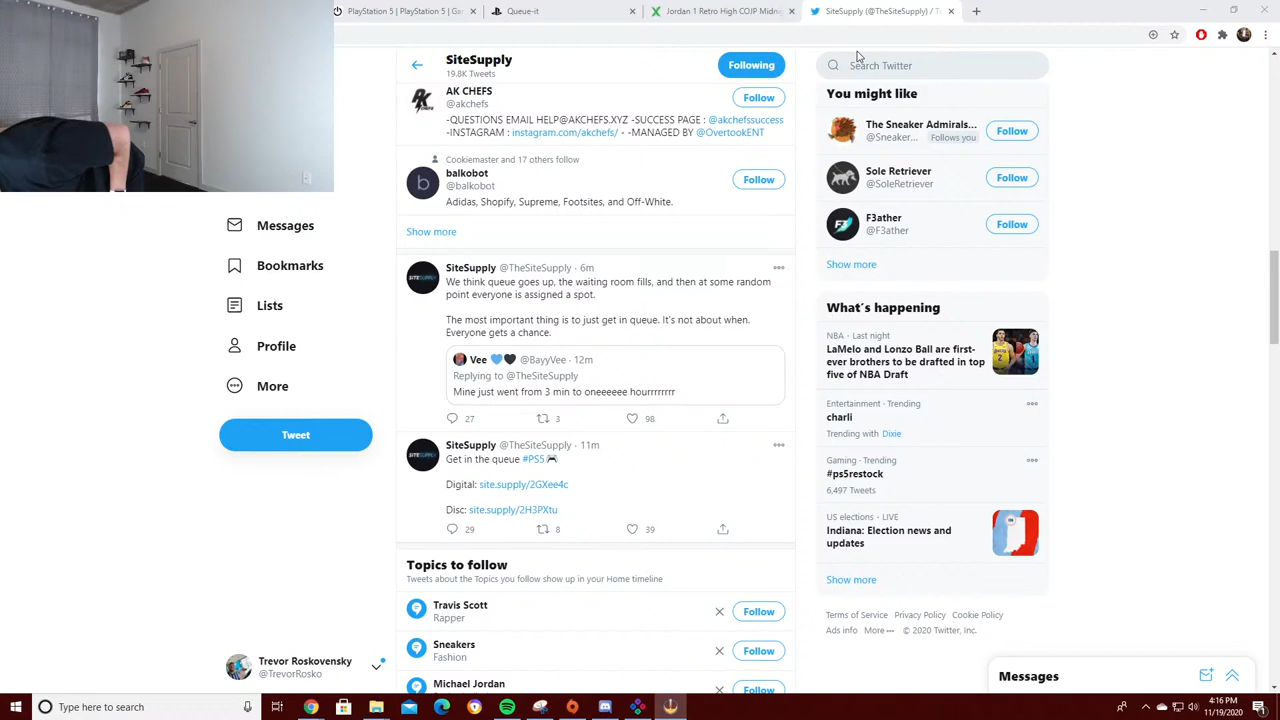 PlayStation 5 | PlayStation 5 | Ga
Queue-it
Jordan 1 Retro High COJP Midni
SiteSupply (@TheSiteSupply) / T
SiteSupply
19.8K Tweets
Following
Search Twitter
AK CHEFS
@akchefs
Follow
-QUESTIONS EMAIL HELP@AKCHEFS.XYZ -SUCCESS PAGE : @akchefssuccess
-INSTAGRAM : instagram.com/akchefs/ - -MANAGED BY @OvertookENT
Cookiemaster and 17 others follow
balkobot
@balkobot
Follow
Adidas, Shopify, Supreme, Footsites, and Off-White.
Show more
SiteSupply @TheSiteSupply · 6m
We think queue goes up, the waiting room fills, and then at some random
point everyone is assigned a spot.
The most important thing is to just get in queue. It's not about when.
Everyone gets a chance.
Vee @BayyVee · 12m
Replying to @TheSiteSupply
Mine just went from 3 min to oneeeeee hourrrrrrrr
27 3 98
SiteSupply @TheSiteSupply · 11m
Get in the queue #PS5
Digital: site.supply/2GXee4c
Disc: site.supply/2H3PXtu
29 8 39
Topics to follow
Tweets about the Topics you follow show up in your Home timeline
Travis Scott
Rapper
Follow
Sneakers
Fashion
Follow
Michael Jordan
Follow
Messages
Bookmarks
Lists
Profile
More
Tweet
Trevor Roskovensky
@TrevorRosko
You might like
The Sneaker Admirals...
@Sneaker... Follows you
Follow
Sole Retriever
@SoleRetriever
Follow
F3ather
@F3ather
Follow
Show more
What's happening
NBA · Last night
LaMelo and Lonzo Ball are first-
ever brothers to be drafted in top
five of NBA Draft
Entertainment · Trending
charli
Trending with Dixie
Gaming · Trending
#ps5restock
6,497 Tweets
US elections · LIVE
Indiana: Election news and
updates
Show more
Terms of Service Privacy Policy Cookie Policy
Ads info More © 2020 Twitter, Inc.
Messages
Type here to search
4:16 PM
11/19/2020